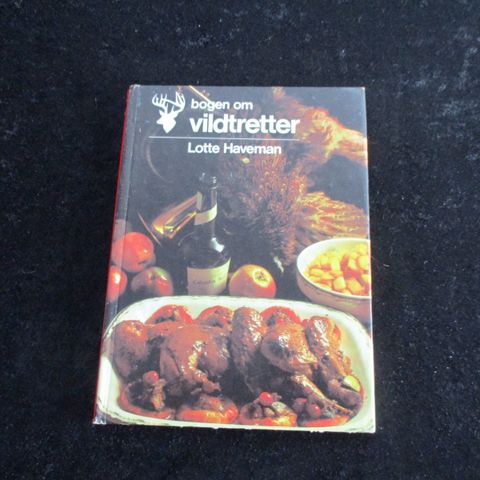 bogen om
vildtretter
Lotte Haveman